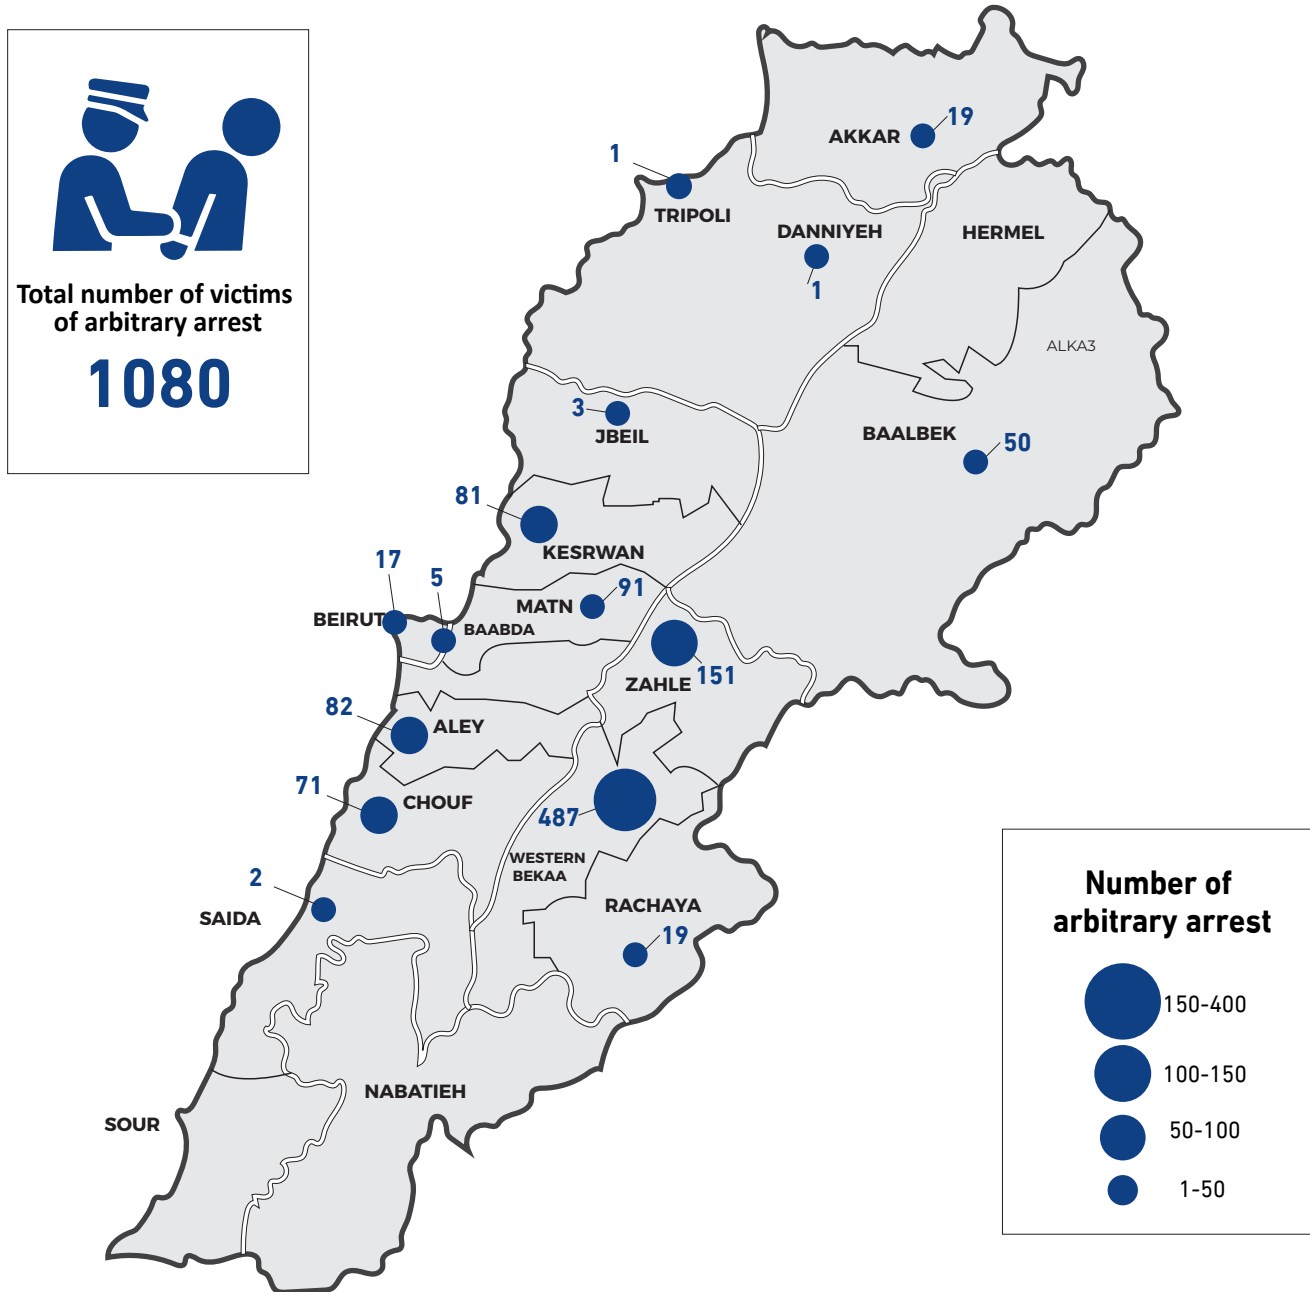 Total number of victims
of arbitrary arrest
1080
AKKAR
19
1
TRIPOLI
DANNIYEH
1
HERMEL
ALKA3
3
JBEIL
BAALBEK
50
81
KESRWAN
17
5
BEIRUT
BAABDA
MATN
91
ZAHLE
151
82
ALEY
71
CHOUF
487
WESTERN
BEKAA
2
SAIDA
RACHAYA
19
NABATIEH
SOUR
Number of
arbitrary arrest
150-400
100-150
50-100
1-50